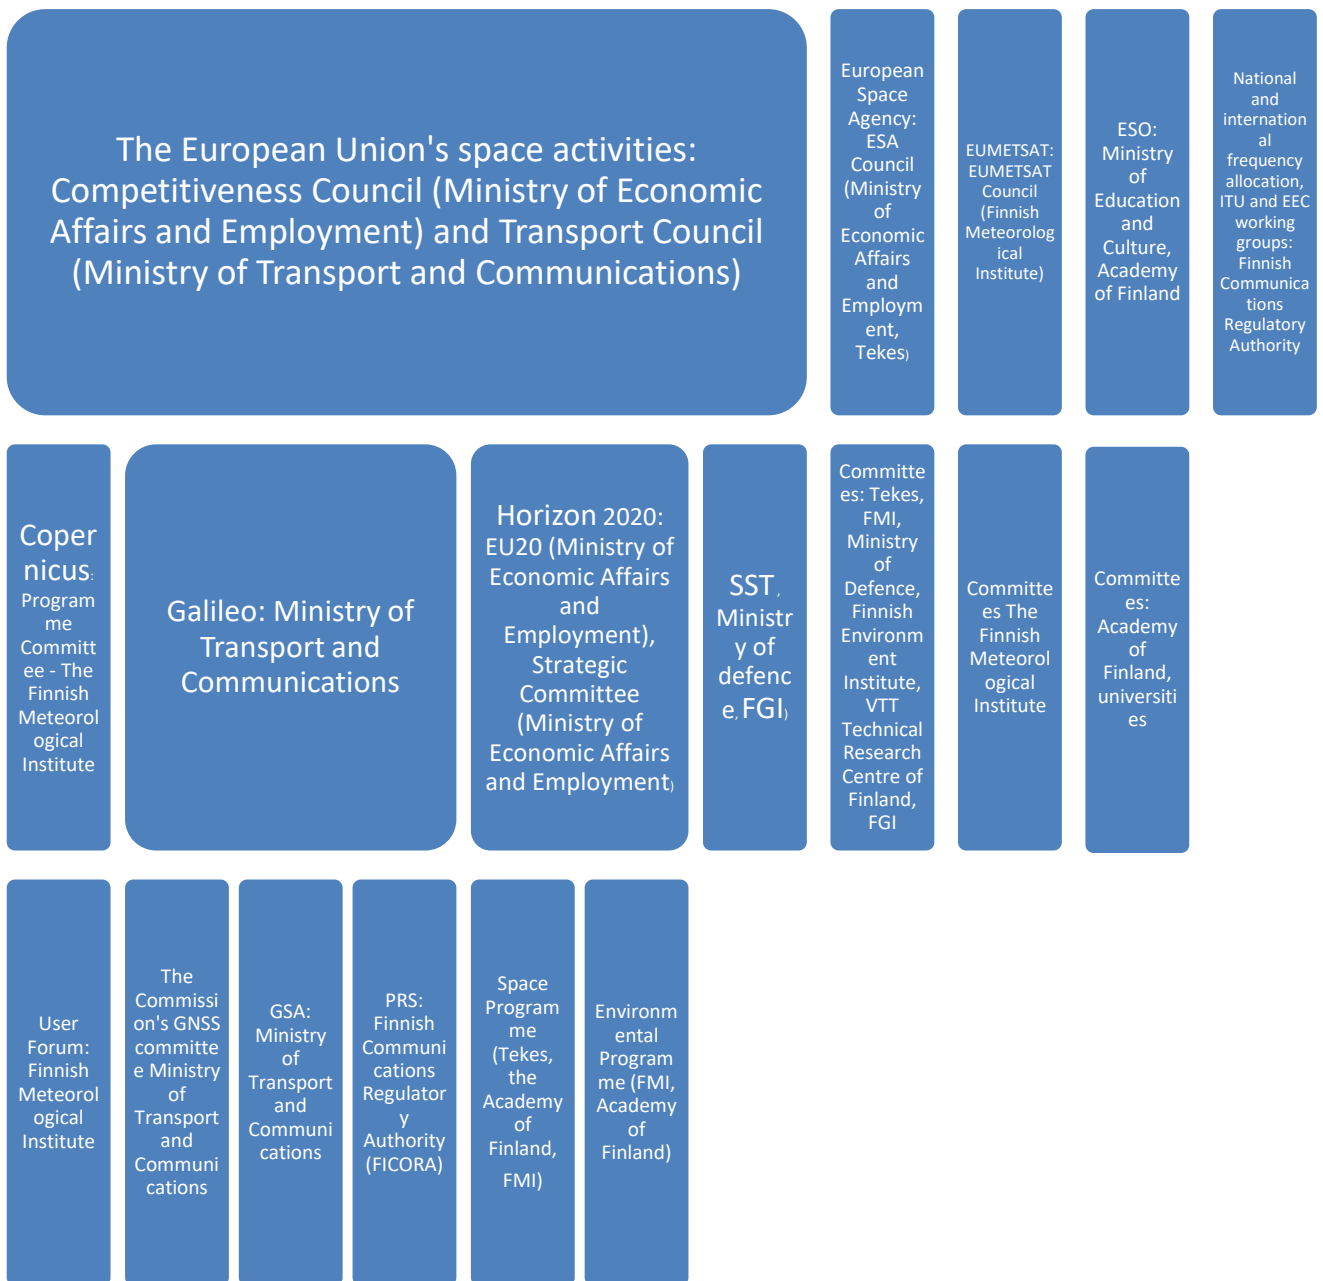 The European Union's space activities:
Competitiveness Council (Ministry of Economic
Affairs and Employment) and Transport Council
(Ministry of Transport and Communications)
European
Space
Agency:
ESA
Council
(Ministry
of
Economic
Affairs
and
Employm
ent,
Tekes)
EUMETSAT:
EUMETSAT
Council
(Finnish
Meteorolog
ical
Institute)
ESO:
Ministry
of
Education
and
Culture,
Academy
of Finland
National
and
internation
al
frequency
allocation,
ITU and EEC
working
groups:
Finnish
Communica
tions
Regulatory
Authority
Coper
nicus:
Program
me
Committ
ee - The
Finnish
Meteorol
ogical
Institute
Galileo: Ministry of
Transport and
Communications
Horizon 2020:
EU20 (Ministry of
Economic Affairs
and
Employment),
Strategic
Committee
(Ministry of
Economic Affairs
and Employment)
SST,
Ministr
y of
defenc
e, FGI)
Committe
es: Tekes,
FMI,
Ministry
of
Defence,
Finnish
Environm
ent
Institute,
VTT
Technical
Research
Centre of
Finland,
FGI
Committe
es The
Finnish
Meteorol
ogical
Institute
Committe
es:
Academy
of
Finland,
universiti
es
User
Forum:
Finnish
Meteorol
ogical
Institute
The
Commissi
on's GNSS
committe
e Ministry
of
Transport
and
Communi
cations
GSA:
Ministry
of
Transport
and
Communi
cations
PRS:
Finnish
Communi
cations
Regulator
y
Authority
(FICORA)
Space
Program
me
(Tekes,
the
Academy
of
Finland,
FMI)
Environm
ental
Program
me (FMI,
Academy
of
Finland)